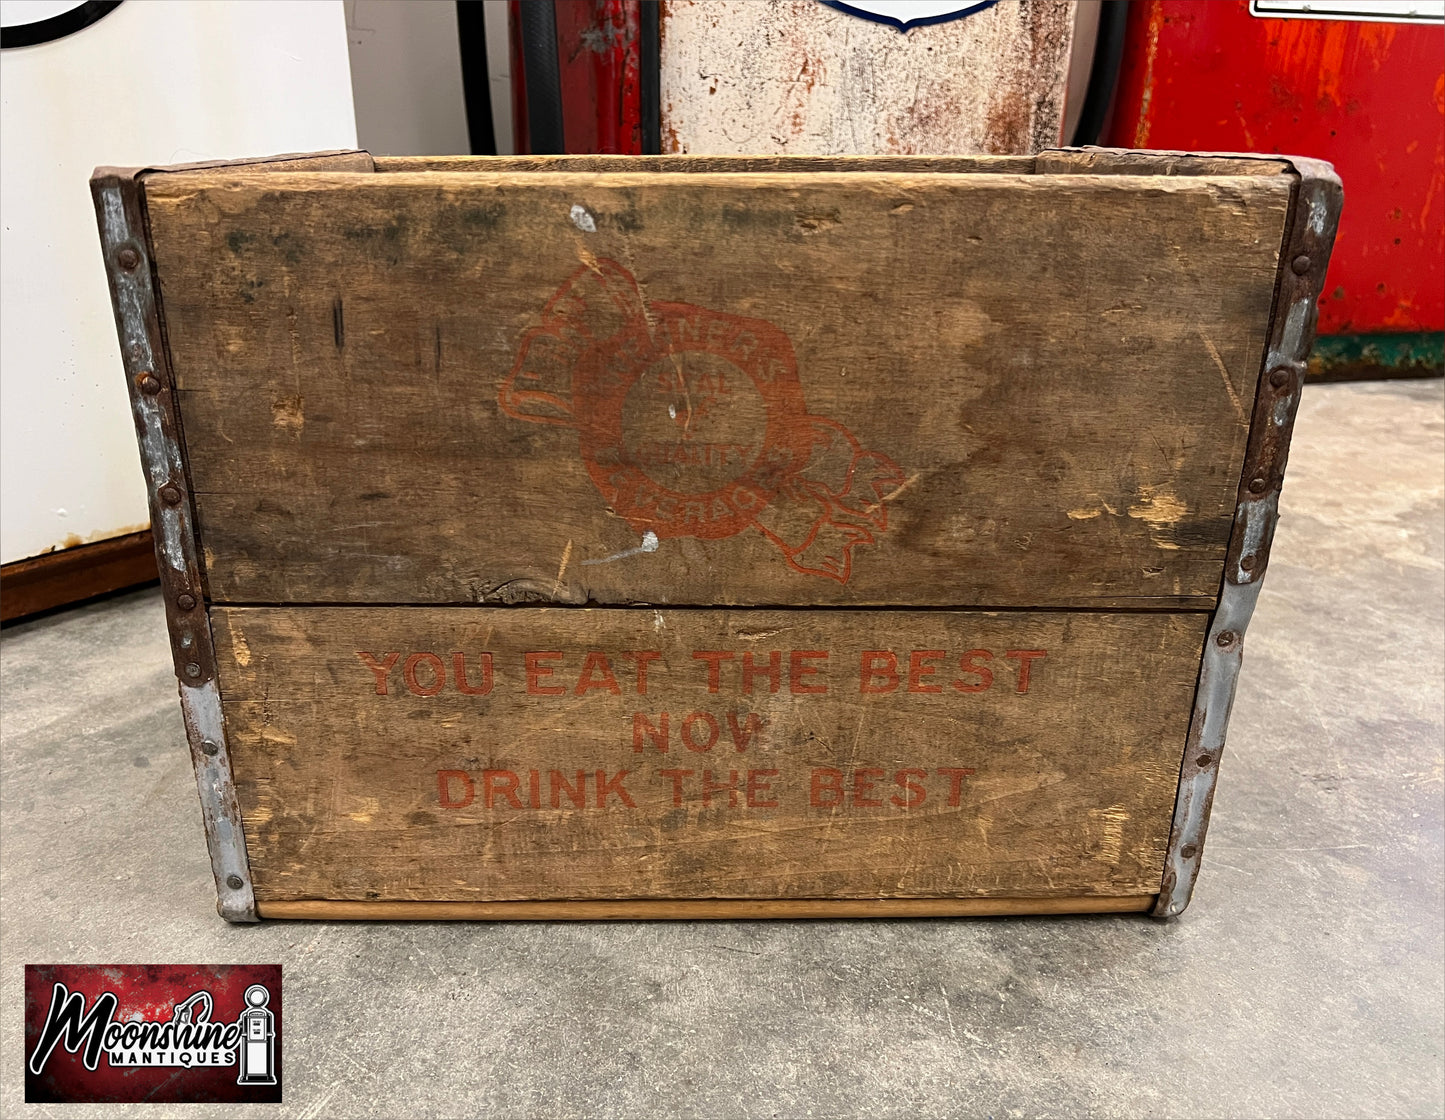 SEAL
QUALITY
YOU EAT THE BEST
NOW
DRINK THE BEST
Moonshine
MANTIQUES